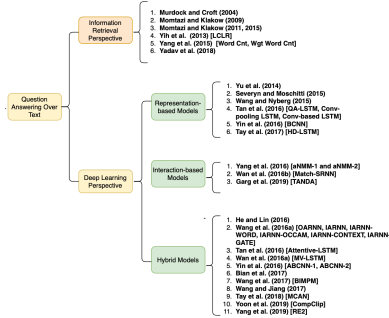 Information
Retrieval
Perspective
1. Murdock and Croft (2004)
2. Momtazi and Klakow (2009)
3. Momtazi and Klakow (2011, 2015)
4. Yih et al. (2013) [LCLR]
5. Yang et al. (2015) [Word Cnt, Wgt Word Cnt]
6. Yadav et al. (2018)
Question
Answering Over
Text
Deep Learning
Perspective
Representation-
based Models
1. Yu et al. (2014)
2. Severyn and Moschitti (2015)
3. Wang and Nyberg (2015)
4. Tan et al. (2016) [QA-LSTM, Conv-
pooling LSTM, Conv-based LSTM]
5. Yin et al. (2016) [BCNN]
6. Tay et al. (2017) [HD-LSTM]
Interaction-based
Models
1. Yang et al. (2016) [aNMM-1 and aNMM-2]
2. Wan et al. (2016b) [Match-SRNN]
3. Garg et al. (2019) [TANDA]
Hybrid Models
1. He and Lin (2016)
2. Wang et al. (2016a) [OARNN, IARNN, IARNN-
WORD, IARNN-OCCAM, IARNN-CONTEXT, IARNN-
GATE]
3. Tan et al. (2016) [Attentive-LSTM]
4. Wan et al. (2016a) [MV-LSTM]
5. Yin et al. (2016) [ABCNN-1, ABCNN-2]
6. Bian et al. (2017)
7. Wang et al. (2017) [BIMPM]
8. Wang and Jiang (2017)
9. Tay et al. (2018) [MCAN]
10. Yoon et al. (2019) [CompClip]
11. Yang et al. (2019) [RE2]